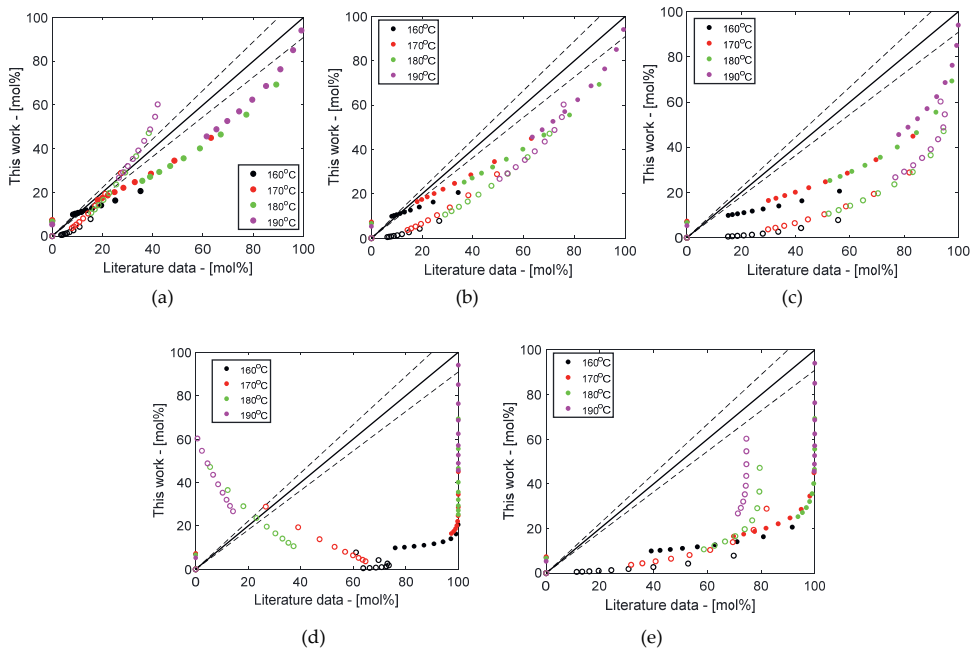 100
80
60
40
20
0
0 20 40 60 80 100
This work - [mol%]
Literature data - [mol%]
160°C
170°C
180°C
190°C
(a)
100
80
60
40
20
0
0 20 40 60 80 100
This work - [mol%]
Literature data - [mol%]
160°C
170°C
180°C
190°C
(b)
100
80
60
40
20
0
0 20 40 60 80 100
This work - [mol%]
Literature data - [mol%]
160°C
170°C
180°C
190°C
(c)
100
80
60
40
20
0
0 20 40 60 80 100
This work - [mol%]
Literature data - [mol%]
160°C
170°C
180°C
190°C
(d)
100
80
60
40
20
0
0 20 40 60 80 100
This work - [mol%]
Literature data - [mol%]
160°C
170°C
180°C
190°C
(e)